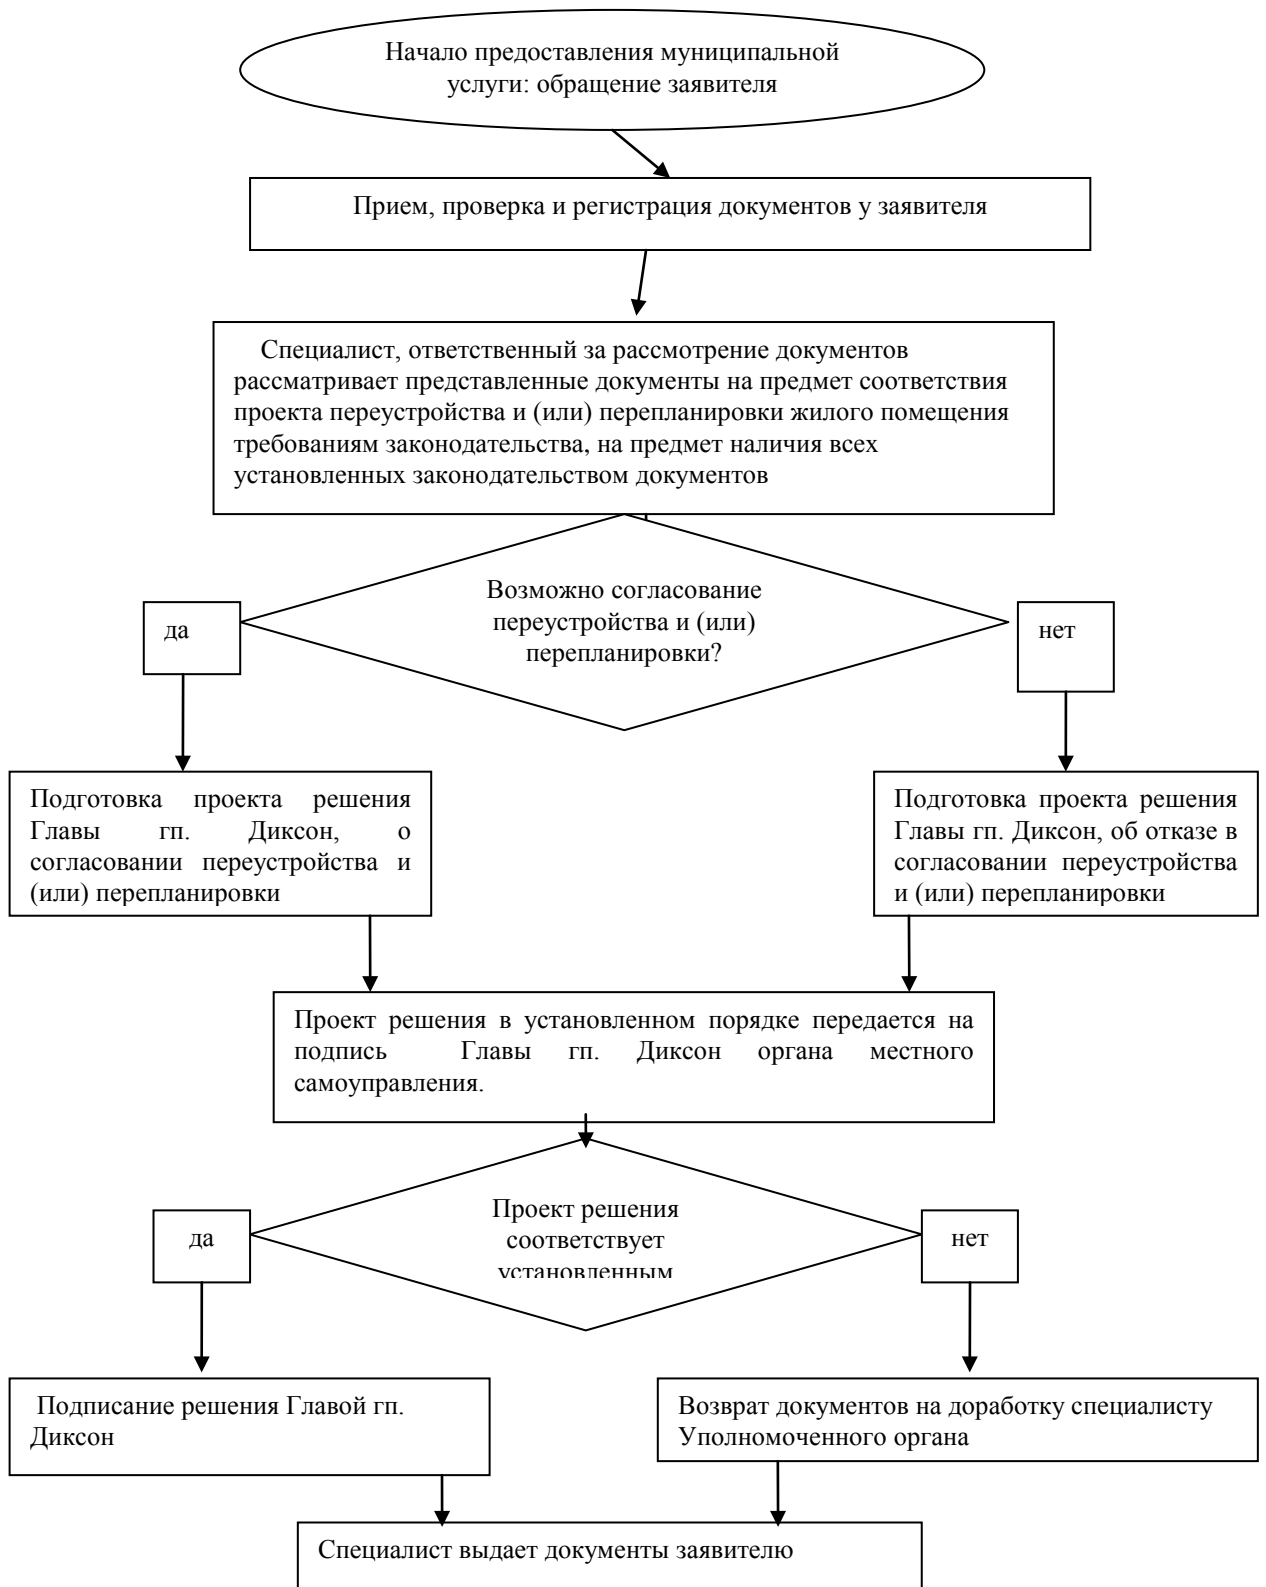 Начало предоставления муниципальной
услуги: обращение заявителя
Прием, проверка и регистрация документов у заявителя
Специалист, ответственный за рассмотрение документов
рассматривает представленные документы на предмет соответствия
проекта переустройства и (или) перепланировки жилого помещения
требованиям законодательства, на предмет наличия всех
установленных законодательством документов
Возможно согласование
переустройства и (или)
перепланировки?
да
нет
Подготовка проекта решения
Главы гп. Диксон, о
согласовании переустройства и
(или) перепланировки
Подготовка проекта решения
Главы гп. Диксон, об отказе в
согласовании переустройства
и (или) перепланировки
Проект решения в установленном порядке передается на
подпись Главы гп. Диксон органа местного
самоуправления.
Проект решения
соответствует
установленным
да
нет
Подписание решения Главой гп.
Диксон
Возврат документов на доработку специалисту
Уполномоченного органа
Специалист выдает документы заявителю